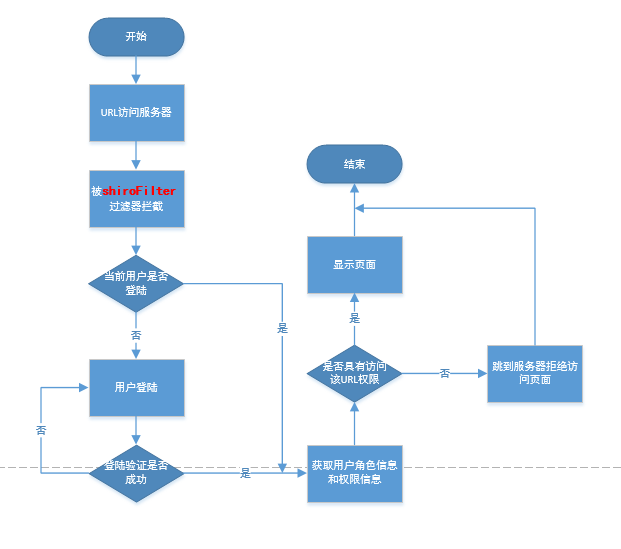 开始
URL访问服务器
被shiroFilter
过滤器拦截
当前用户是否
登陆
是
否
用户登陆
否
登陆验证是否
成功
是
获取用户角色信息
和权限信息
是否具有访问
该URL权限
否
跳到服务器拒绝访
问页面
是
显示页面
结束